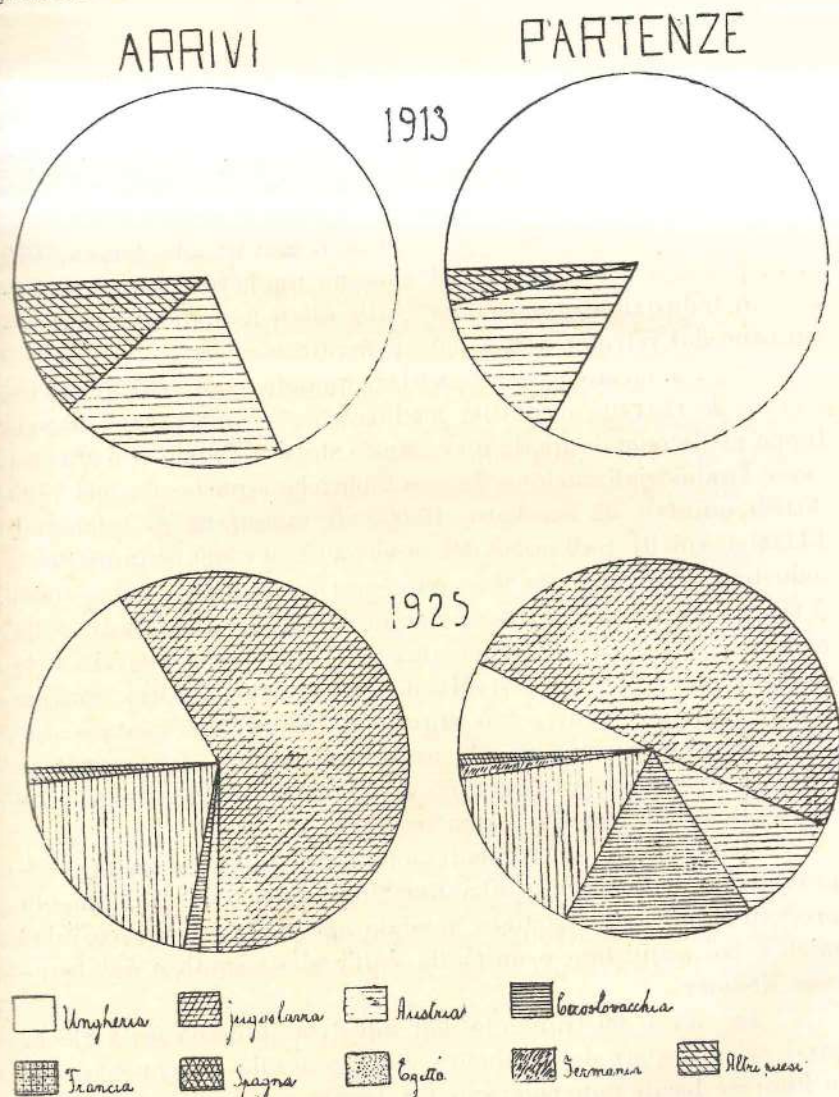 ARRIVI PARTENZE
1913
1925
Ungheria jugoslavia Austria Cecoslovacchia
Francia Spagna Egitto Germania Altri paesi